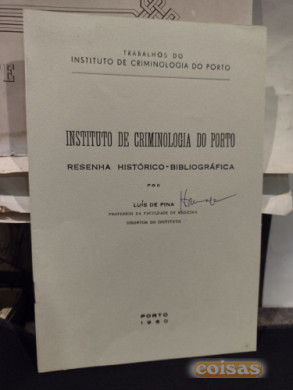 TRABALHOS DO
INSTITUTO DE CRIMINOLOGIA DO PORTO
INSTITUTO DE CRIMINOLOGIA DO PORTO
RESENHA HISTÓRICO-BIBLIOGRÁFICA
POR
LUÍS DE PINA
PROFESSOR DA FACULDADE DE MEDICINA
DIRECTOR DO INSTITUTO
PORTO
1960
coisas